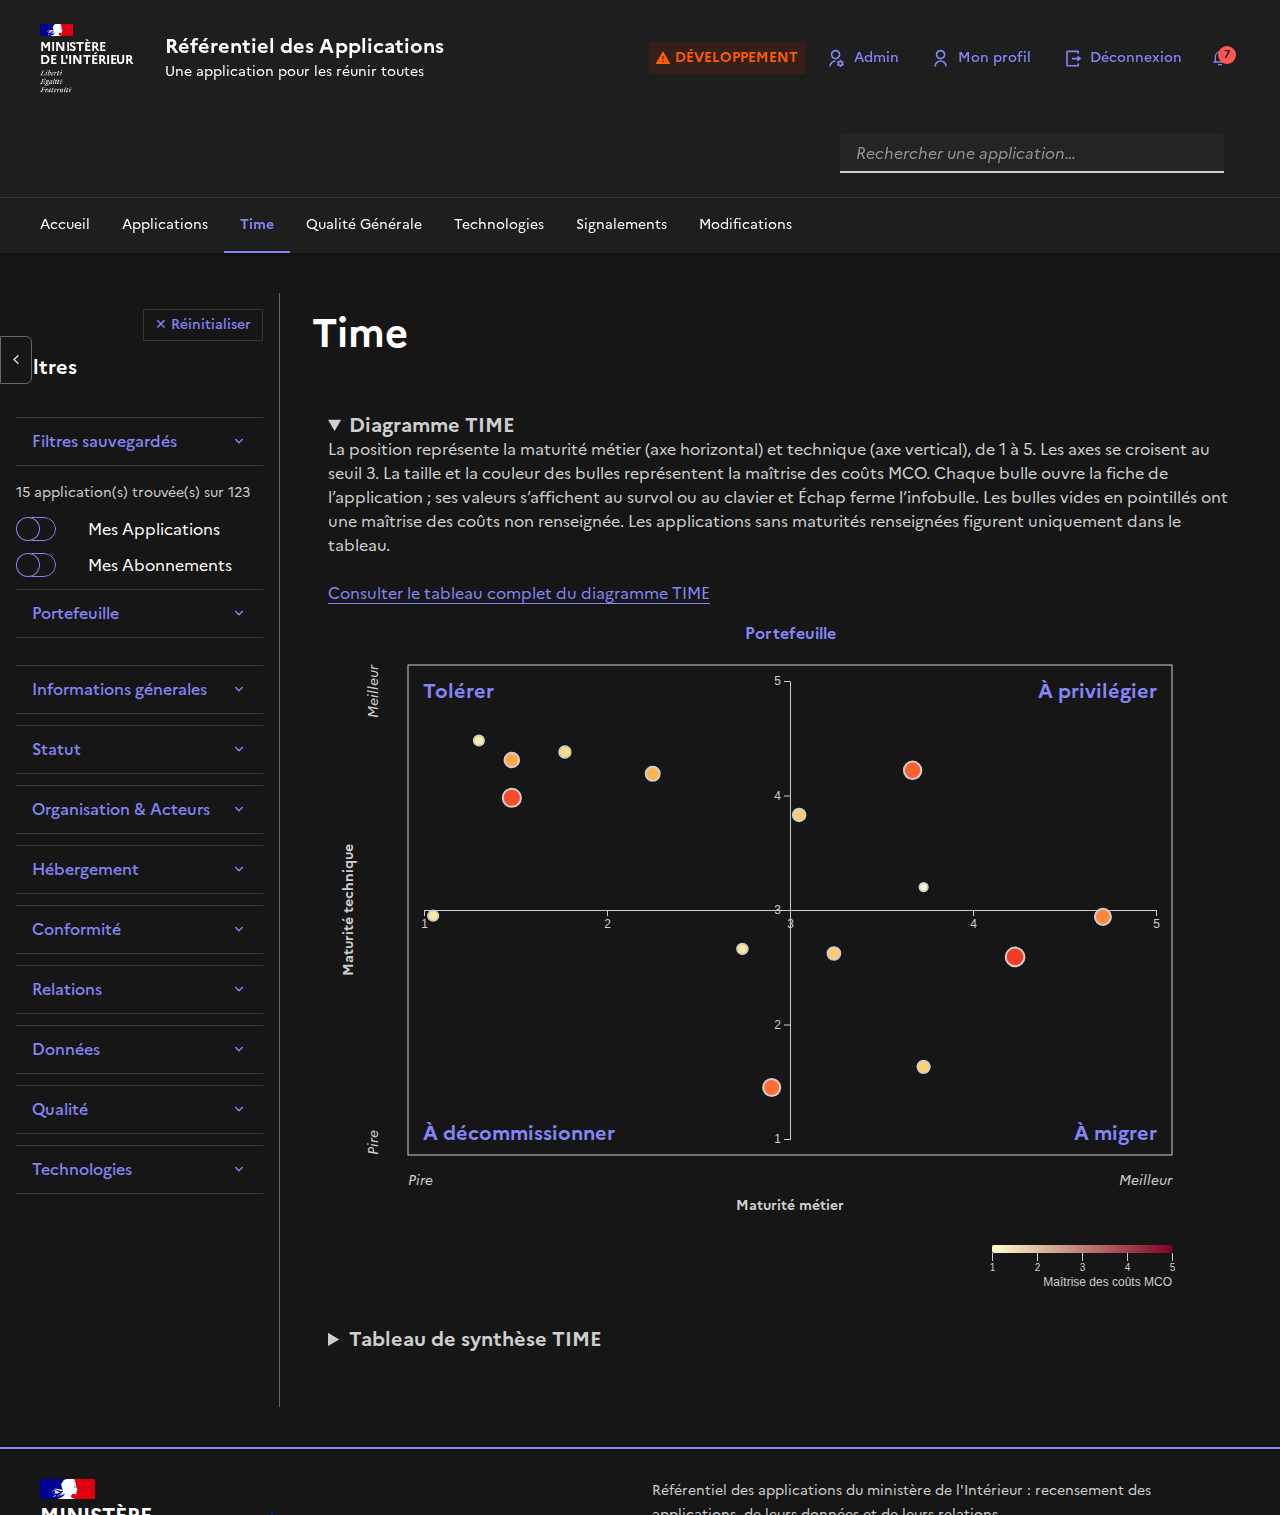 MINISTÈRE
DE L'INTÉRIEUR
Liberté
Égalité
Fraternité
Référentiel des Applications
Une application pour les réunir toutes
DÉVELOPPEMENT
Admin
Mon profil
Déconnexion
7
Rechercher une application...
Accueil
Applications
Time
Qualité Générale
Technologies
Signalements
Modifications
✕ Réinitialiser
ltres
Filtres sauvegardés
15 application(s) trouvée(s) sur 123
Mes Applications
Mes Abonnements
Portefeuille
Informations génerales
Statut
Organisation & Acteurs
Hébergement
Conformité
Relations
Données
Qualité
Technologies
Time
▼ Diagramme TIME
La position représente la maturité métier (axe horizontal) et technique (axe vertical), de 1 à 5. Les axes se croisent au
seuil 3. La taille et la couleur des bulles représentent la maîtrise des coûts MCO. Chaque bulle ouvre la fiche de
l’application ; ses valeurs s’affichent au survol ou au clavier et Échap ferme l’infobulle. Les bulles vides en pointillés ont
une maîtrise des coûts non renseignée. Les applications sans maturités renseignées figurent uniquement dans le
tableau.
Consulter le tableau complet du diagramme TIME
Portefeuille
Meilleur
Tolérer
5
À privilégier
4
Maturité technique
3
1
2
3
4
5
2
Pire
À décommissionner
1
À migrer
Pire
Meilleur
Maturité métier
1
2
3
4
5
Maîtrise des coûts MCO
▶ Tableau de synthèse TIME
MINISTÈRE
Référentiel des applications du ministère de l'Intérieur : recensement des
applications, de leurs données et de leurs relations